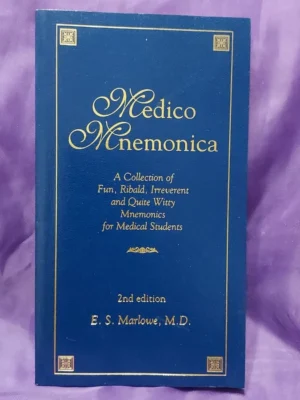 Medico
Mnemonica
A Collection of
Fun, Ribald, Irreverent
and Quite Witty
Mnemonics
for Medical Students
2nd edition
E. S. Marlowe, M.D.